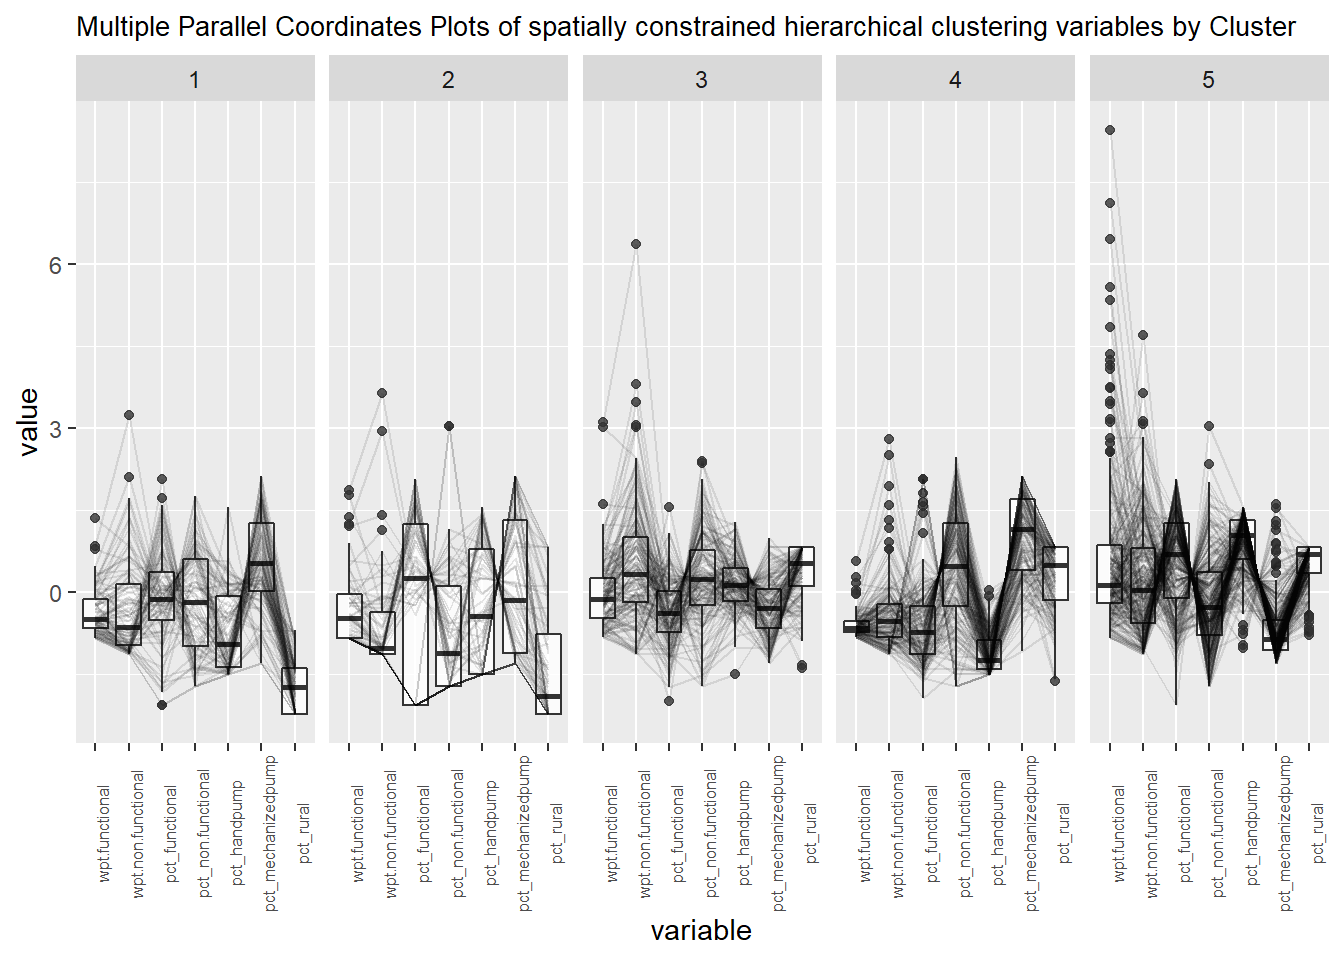 Multiple Parallel Coordinates Plots of spatially constrained hierarchical clustering variables by Cluster
1 2 3 4 5
6
3
0
value
wpt.functional wpt.non.functional pct_functional pct_non.functional pct_handpump pct_mechanizedpump pct_rural
wpt.functional wpt.non.functional pct_functional pct_non.functional pct_handpump pct_mechanizedpump pct_rural
wpt.functional wpt.non.functional pct_functional pct_non.functional pct_handpump pct_mechanizedpump pct_rural
wpt.functional wpt.non.functional pct_functional pct_non.functional pct_handpump pct_mechanizedpump pct_rural
wpt.functional wpt.non.functional pct_functional pct_non.functional pct_handpump pct_mechanizedpump pct_rural
variable